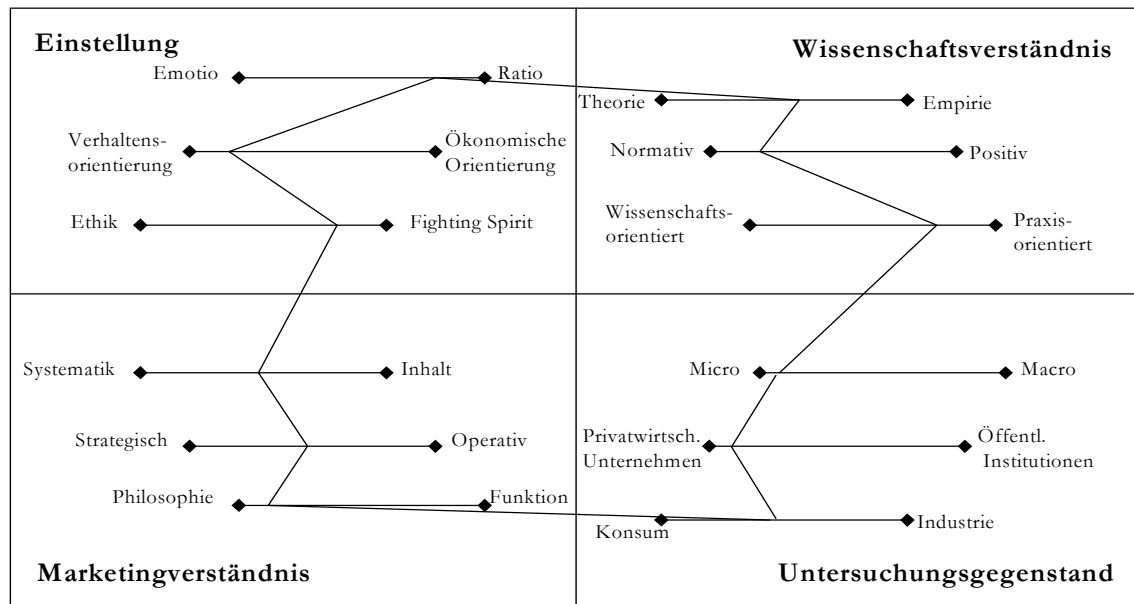 Einstellung
Emotio
Ratio
Verhaltens-
orientierung
Ökonomische
Orientierung
Ethik
Fighting Spirit
Wissenschaftsverständnis
Theorie
Empirie
Normativ
Positiv
Wissenschafts-
orientiert
Praxis-
orientiert
Systematik
Inhalt
Strategisch
Operativ
Philosophie
Funktion
Marketingverständnis
Micro
Macro
Privatwirtsch.
Unternehmen
Öffentl.
Institutionen
Konsum
Industrie
Untersuchungsgegenstand